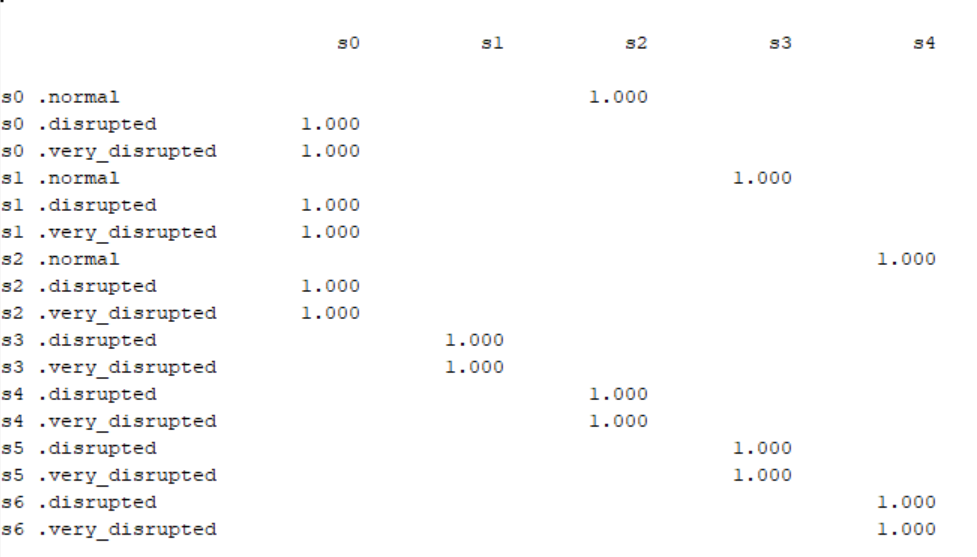 s0 s1 s2 s3 s4
s0 .normal 1.000
s0 .disrupted 1.000
s0 .very_disrupted 1.000
s1 .normal 1.000
s1 .disrupted 1.000
s1 .very_disrupted 1.000
s2 .normal 1.000
s2 .disrupted 1.000
s2 .very_disrupted 1.000
s3 .disrupted 1.000
s3 .very_disrupted 1.000
s4 .disrupted 1.000
s4 .very_disrupted 1.000
s5 .disrupted 1.000
s5 .very_disrupted 1.000
s6 .disrupted 1.000
s6 .very_disrupted 1.000